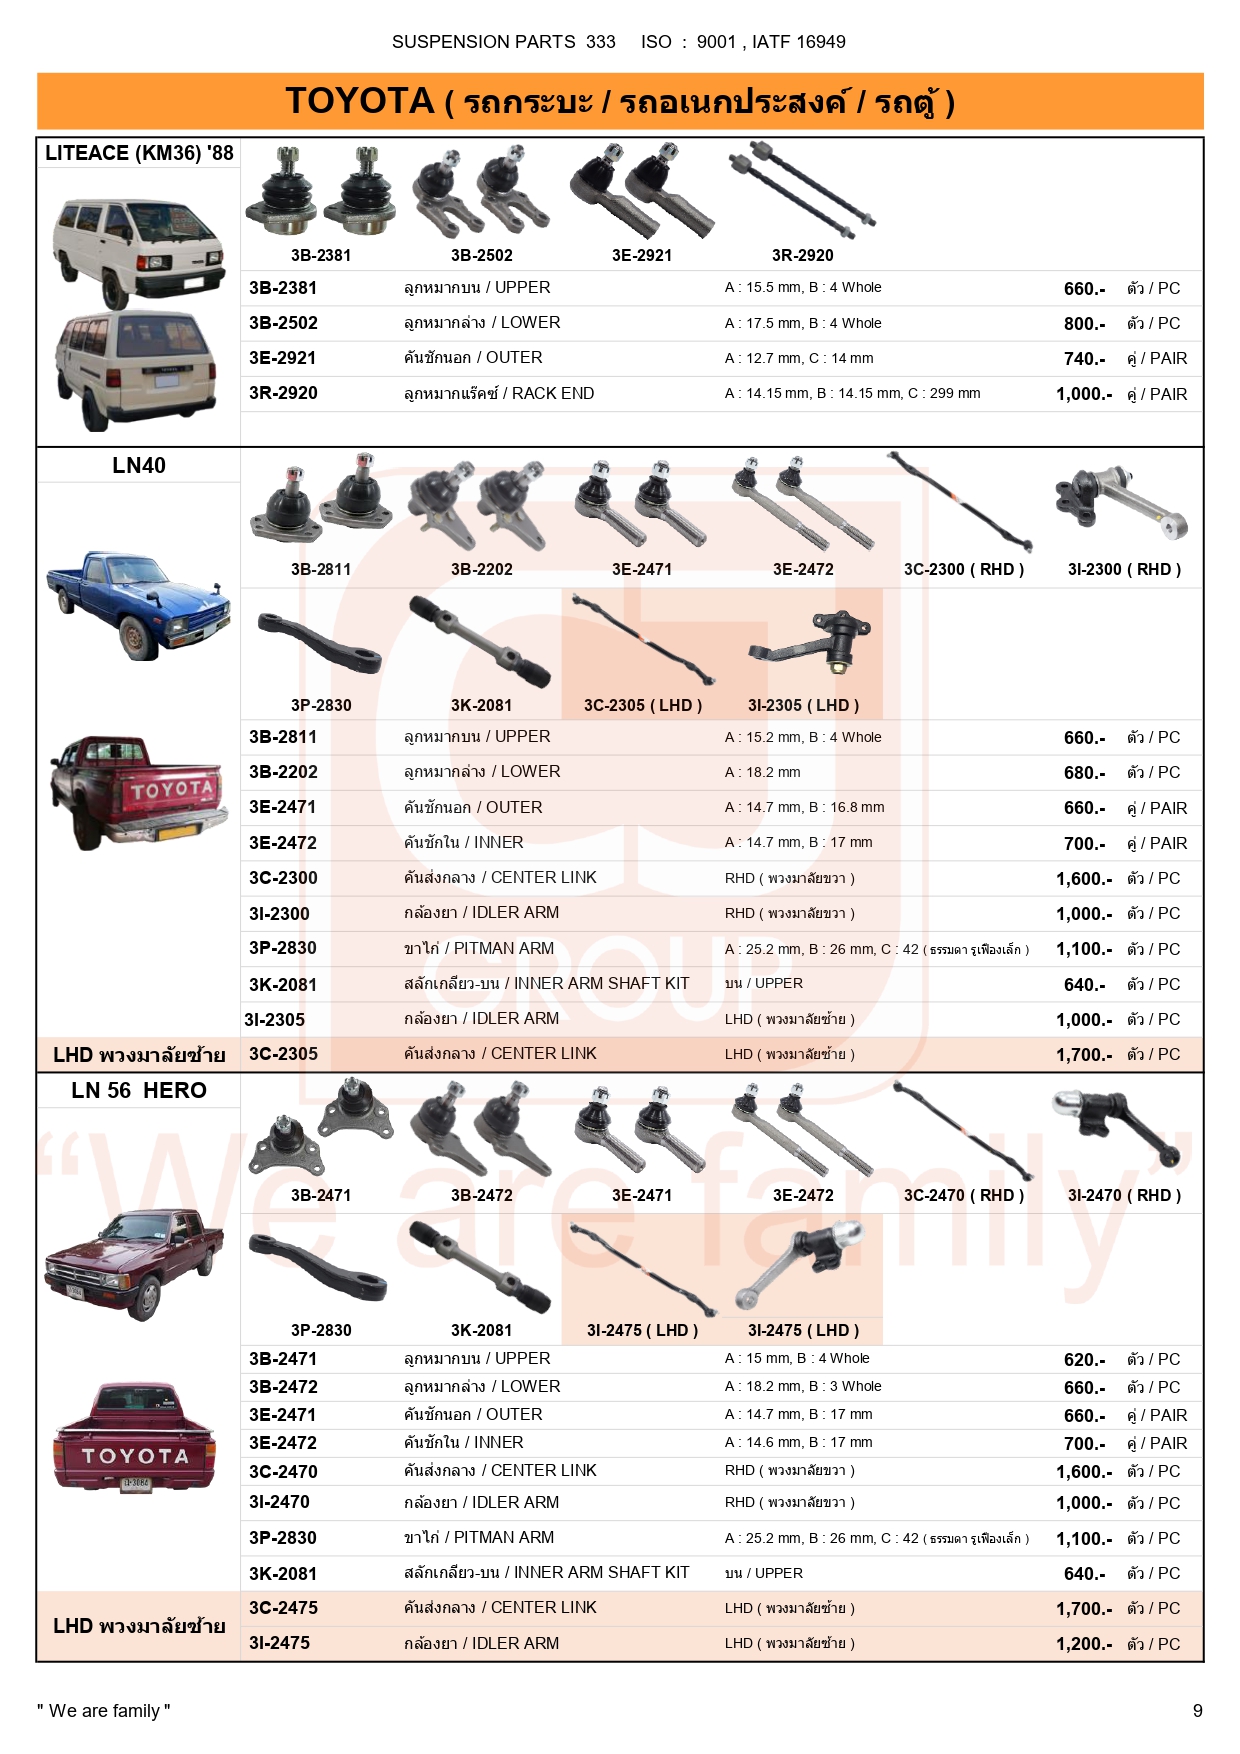 SUSPENSION PARTS 333 ISO : 9001 , IATF 16949
TOYOTA ( รถกระบะ / รถอเนกประสงค์ / รถตู้ )
LITEACE (KM36) '88
3B-2381 3B-2502 3E-2921 3R-2920
3B-2381 ลูกหมากบน / UPPER A : 15.5 mm, B : 4 Whole 660.- ตัว / PC
3B-2502 ลูกหมากล่าง / LOWER A : 17.5 mm, B : 4 Whole 800.- ตัว / PC
3E-2921 คันชักนอก / OUTER A : 12.7 mm, C : 14 mm 740.- คู่ / PAIR
3R-2920 ลูกหมากแร๊คซ์ / RACK END A : 14.15 mm, B : 14.15 mm, C : 299 mm 1,000.- คู่ / PAIR
LN40
3B-2811 3B-2202 3E-2471 3E-2472 3C-2300 ( RHD ) 3I-2300 ( RHD )
3P-2830 3K-2081 3C-2305 ( LHD ) 3I-2305 ( LHD )
TOYOTA
3B-2811 ลูกหมากบน / UPPER A : 15.2 mm, B : 4 Whole 660.- ตัว / PC
3B-2202 ลูกหมากล่าง / LOWER A : 18.2 mm 680.- ตัว / PC
3E-2471 คันชักนอก / OUTER A : 14.7 mm, B : 16.8 mm 660.- คู่ / PAIR
3E-2472 คันชักใน / INNER A : 14.7 mm, B : 17 mm 700.- คู่ / PAIR
3C-2300 คันส่งกลาง / CENTER LINK RHD ( พวงมาลัยขวา ) 1,600.- ตัว / PC
3I-2300 กล้องยา / IDLER ARM RHD ( พวงมาลัยขวา ) 1,000.- ตัว / PC
3P-2830 ขาไก่ / PITMAN ARM A : 25.2 mm, B : 26 mm, C : 42 ( ธรรมดา รูเฟืองเล็ก ) 1,100.- ตัว / PC
3K-2081 สลักเกลียว-บน / INNER ARM SHAFT KIT บน / UPPER 640.- ตัว / PC
3I-2305 กล้องยา / IDLER ARM LHD ( พวงมาลัยซ้าย ) 1,000.- ตัว / PC
LHD พวงมาลัยซ้าย 3C-2305 คันส่งกลาง / CENTER LINK LHD ( พวงมาลัยซ้าย ) 1,700.- ตัว / PC
GROUP
“We are family”
LN 56 HERO
3B-2471 3B-2472 3E-2471 3E-2472 3C-2470 ( RHD ) 3I-2470 ( RHD )
3P-2830 3K-2081 3I-2475 ( LHD ) 3I-2475 ( LHD )
TOYOTA
3B-2471 ลูกหมากบน / UPPER A : 15 mm, B : 4 Whole 620.- ตัว / PC
3B-2472 ลูกหมากล่าง / LOWER A : 18.2 mm, B : 3 Whole 660.- ตัว / PC
3E-2471 คันชักนอก / OUTER A : 14.7 mm, B : 17 mm 660.- คู่ / PAIR
3E-2472 คันชักใน / INNER A : 14.6 mm, B : 17 mm 700.- คู่ / PAIR
3C-2470 คันส่งกลาง / CENTER LINK RHD ( พวงมาลัยขวา ) 1,600.- ตัว / PC
3I-2470 กล้องยา / IDLER ARM RHD ( พวงมาลัยขวา ) 1,000.- ตัว / PC
3P-2830 ขาไก่ / PITMAN ARM A : 25.2 mm, B : 26 mm, C : 42 ( ธรรมดา รูเฟืองเล็ก ) 1,100.- ตัว / PC
3K-2081 สลักเกลียว-บน / INNER ARM SHAFT KIT บน / UPPER 640.- ตัว / PC
LHD พวงมาลัยซ้าย
3C-2475 คันส่งกลาง / CENTER LINK LHD ( พวงมาลัยซ้าย ) 1,700.- ตัว / PC
3I-2475 กล้องยา / IDLER ARM LHD ( พวงมาลัยซ้าย ) 1,200.- ตัว / PC
" We are family " 9